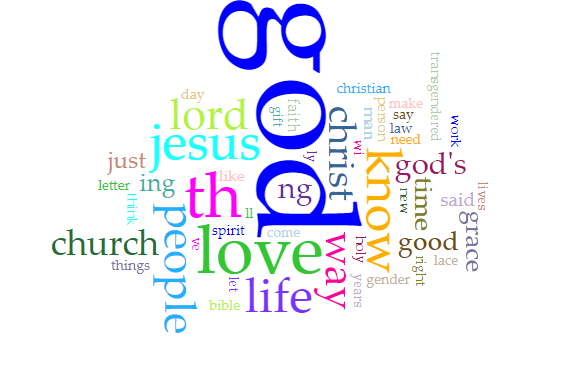 god
christian
transgendered
day
lord
faith
gift
person
make
man
say
law
need
work
christ
jesus
ly
wi
just
like
know
god's
letter
ing
th
ng
time
new
said
lives
think
ll
people
spirit
come
love
church
we
things
way
holy
good
right
grace
lace
let
life
years
gender
bible